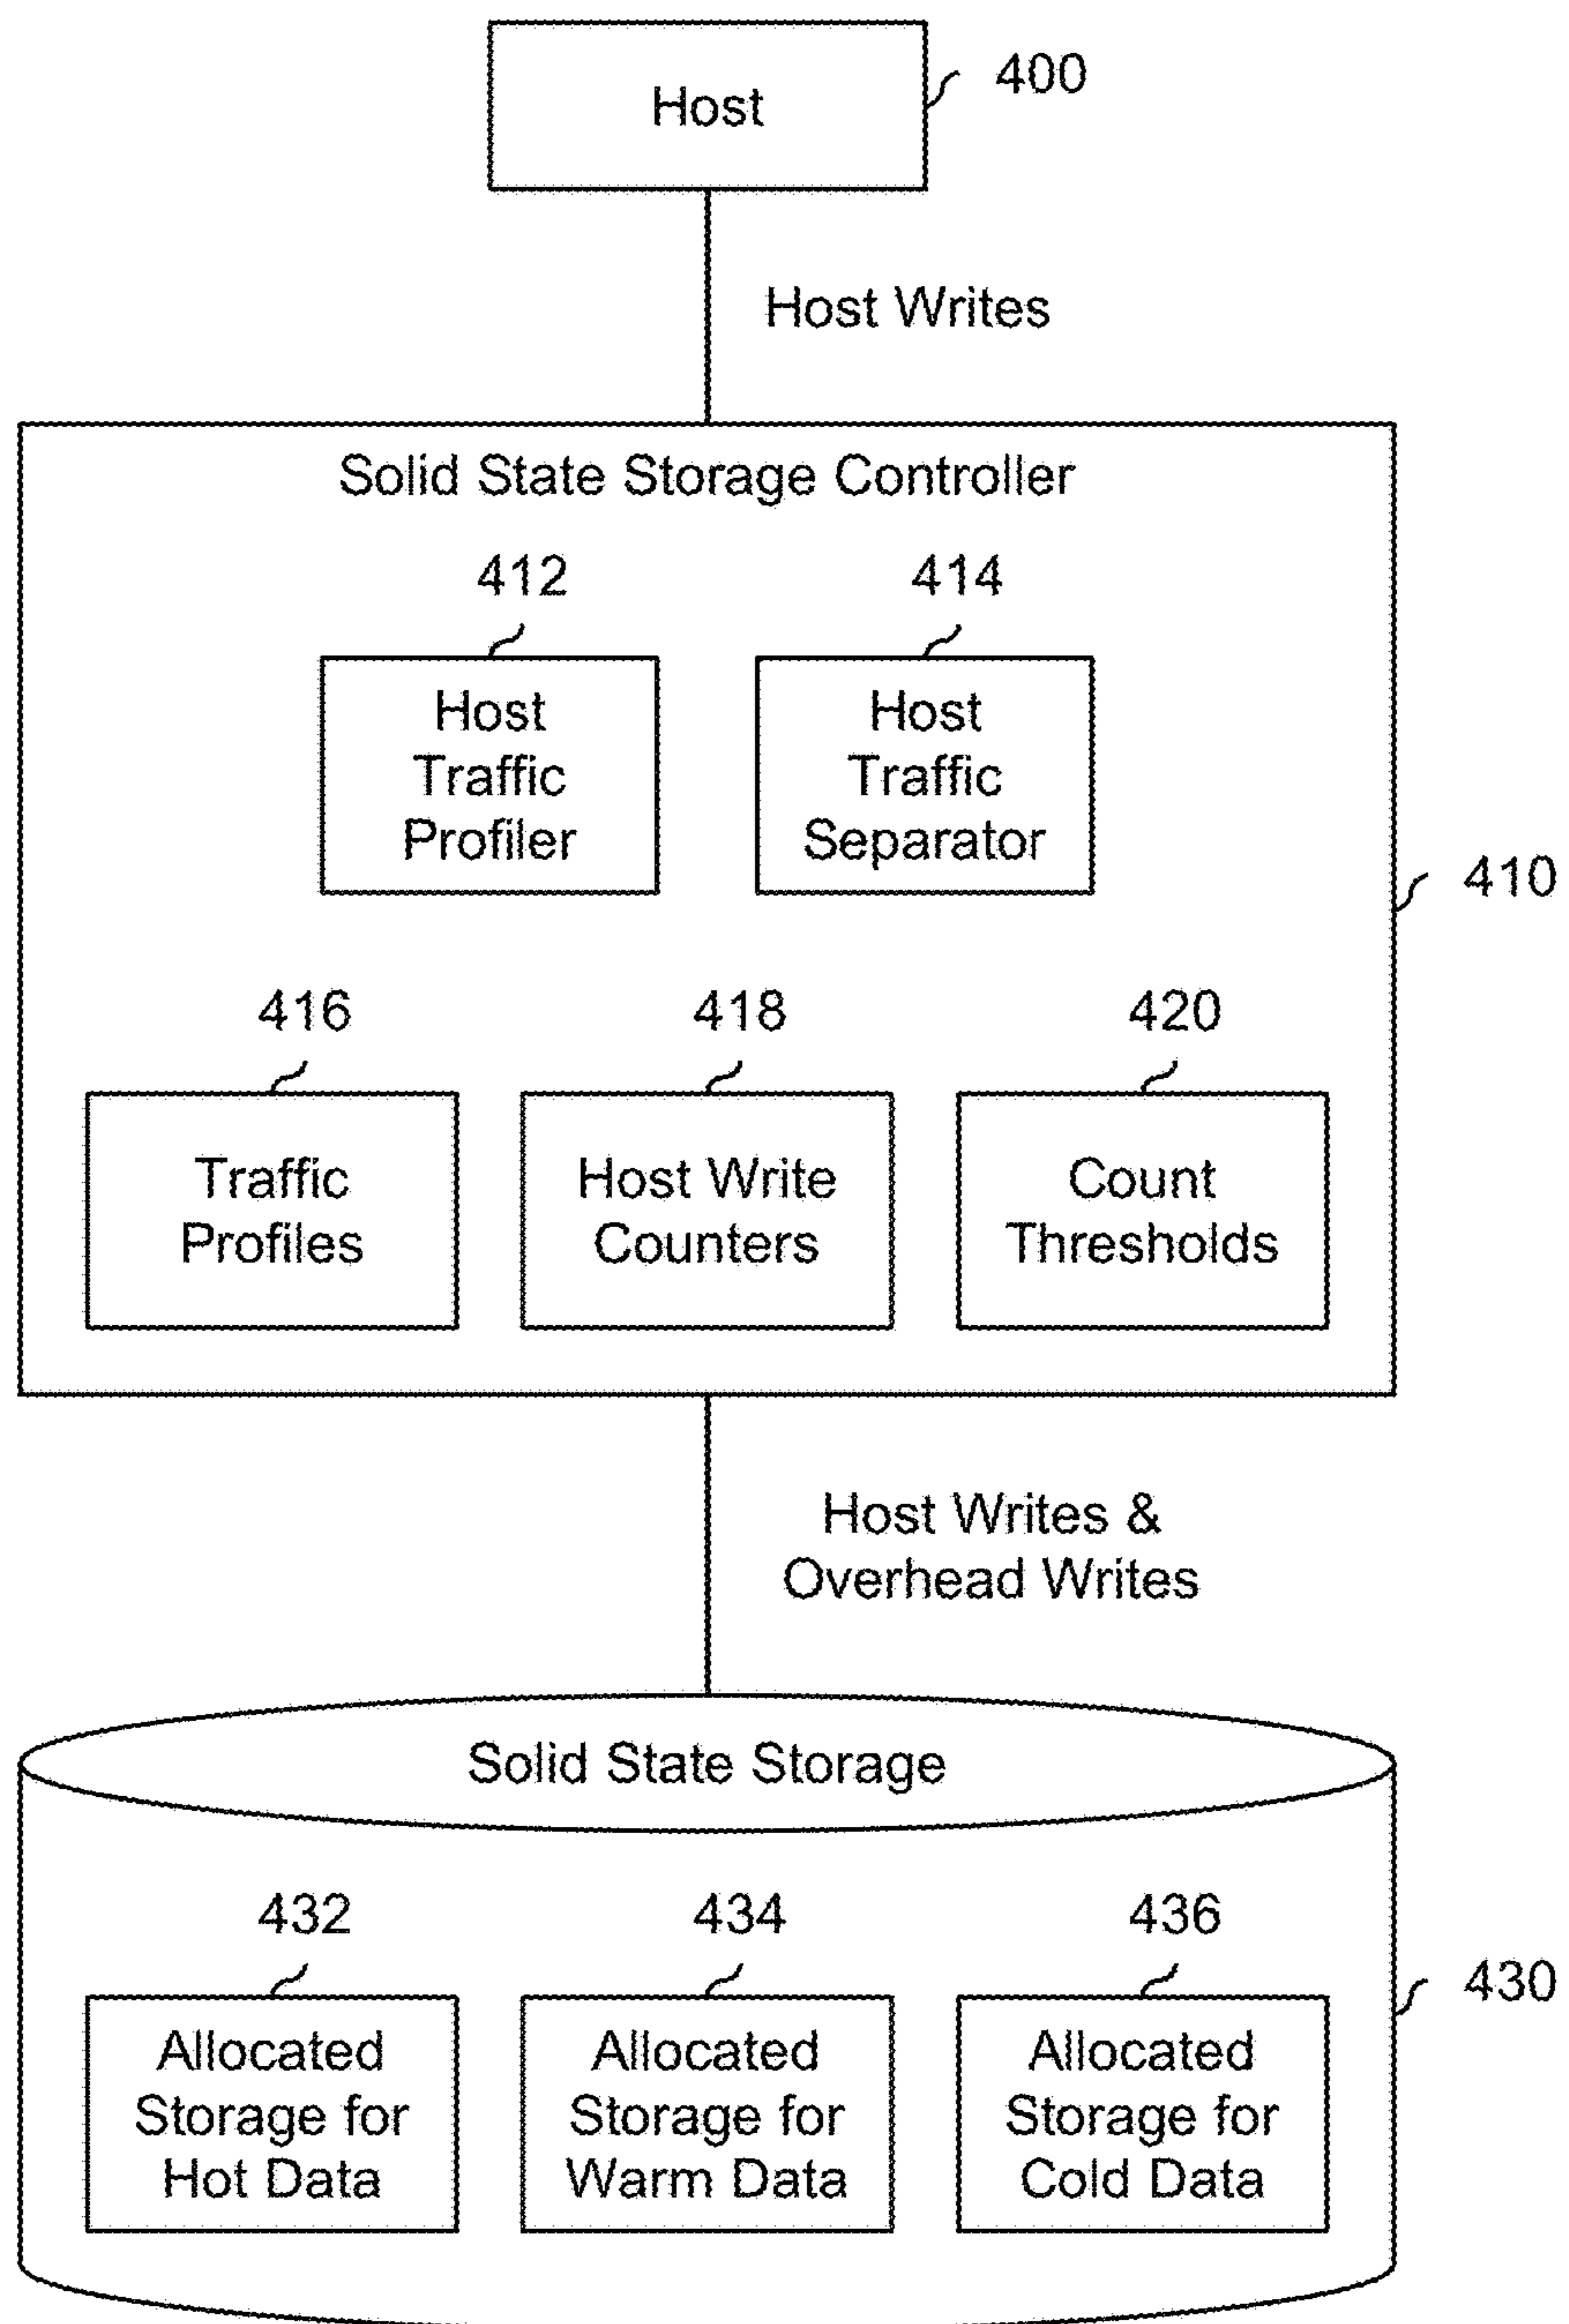 Host
400
Host Writes
Solid State Storage Controller
412
414
Host
Traffic
Profiler
Host
Traffic
Separator
410
416
418
420
Traffic
Profiles
Host Write
Counters
Count
Thresholds
Host Writes &
Overhead Writes
Solid State Storage
432
434
436
430
Allocated
Storage for
Hot Data
Allocated
Storage for
Warm Data
Allocated
Storage for
Cold Data